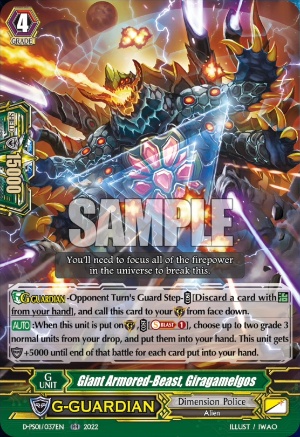 4
GRADE
15000
SAMPLE
You'll need to focus all of the firepower
in the universe to break this.
G GUARDIAN -Opponent Turn's Guard Step- [Discard a card with
from your hand], and call this card to your from face down.
AUTO :When this unit is put on , BLAST (1) , choose up to two grade 3
normal units from your drop, and put them into your hand. This unit
gets +5000 until end of that battle for each card put into your hand.
G
UNIT
Giant Armored-Beast, Giragamelgos
G-GUARDIAN
Dimension Police
Alien
D-PS01/037EN RR 2022
ILLUST / IWAO